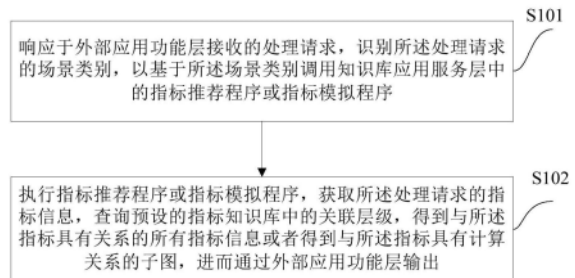 S101
响应于外部应用功能层接收的处理请求，识别所述处理请求
的场景类别，以基于所述场景类别调用知识库应用服务层中
的指标推荐程序或指标模拟程序
S102
执行指标推荐程序或指标模拟程序，获取所述处理请求的指
标信息，查询预设的指标知识库中的关联层级，得到与所述
指标具有关系的所有指标信息或者得到与所述指标具有计算
关系的子图，进而通过外部应用功能层输出